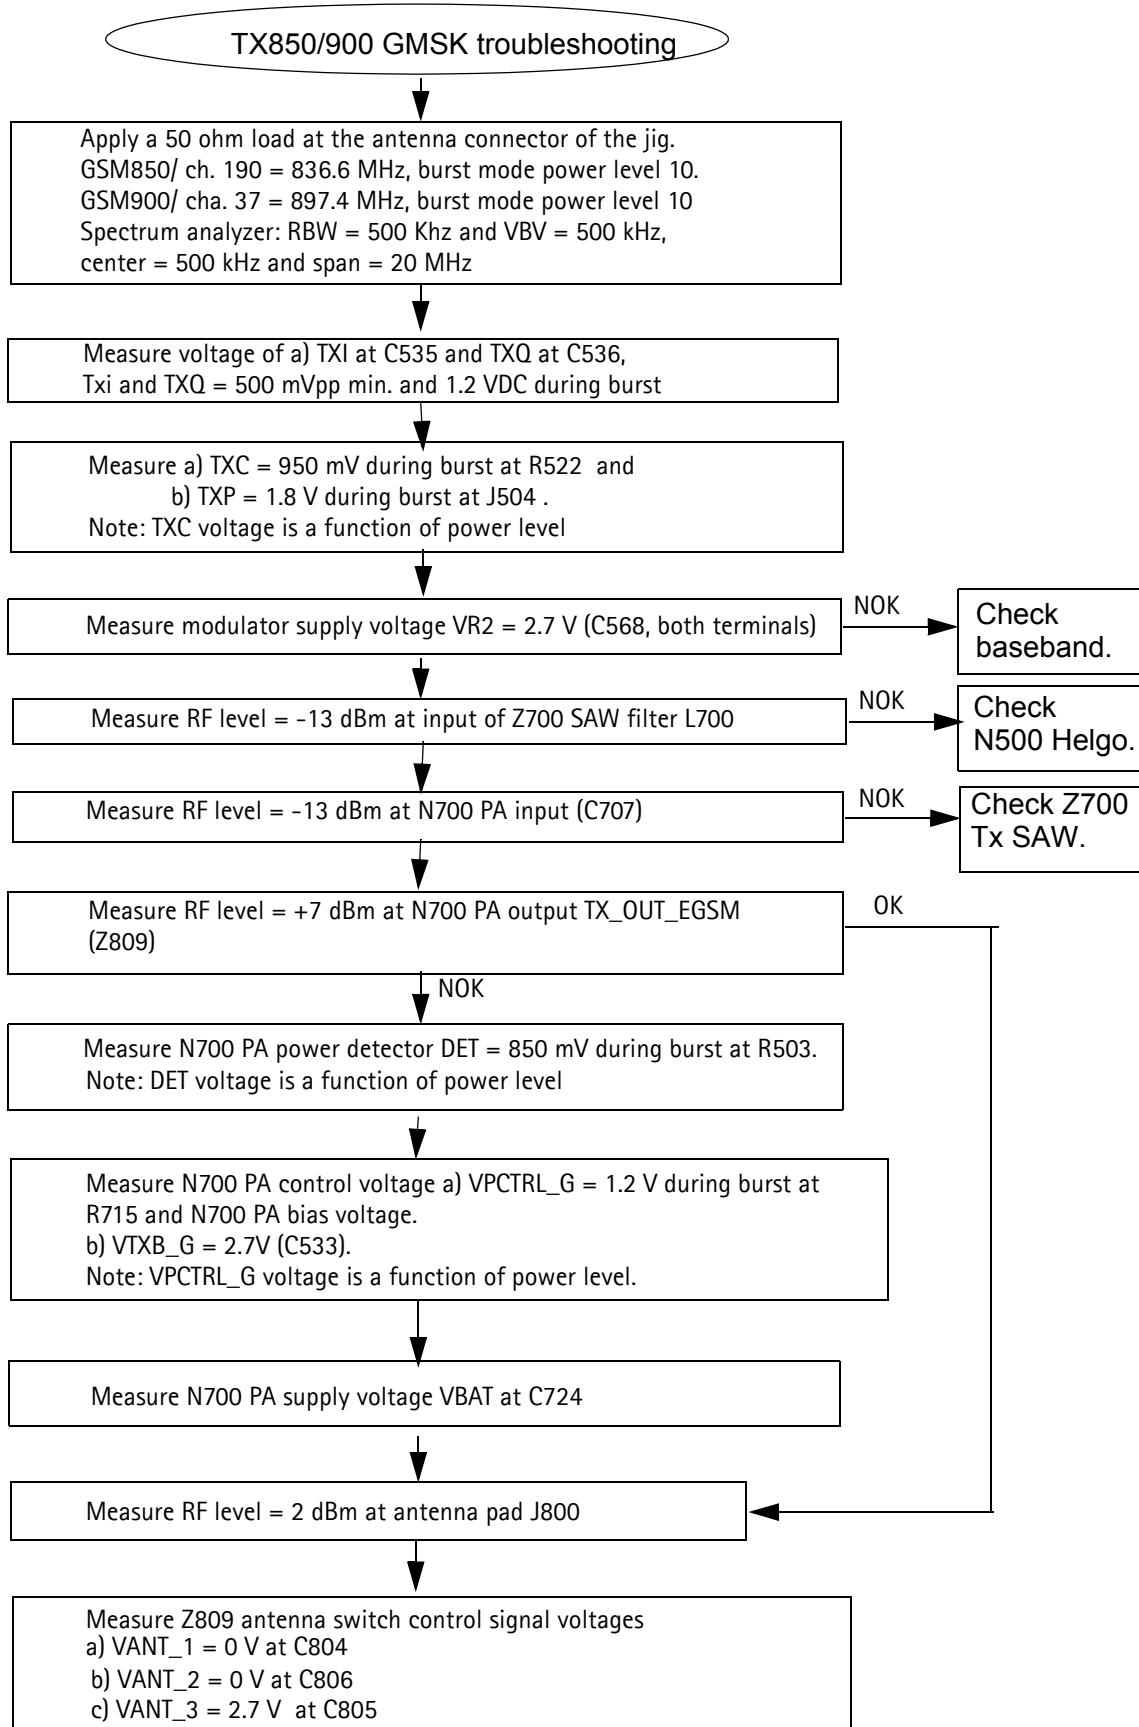 TX850/900 GMSK troubleshooting
Apply a 50 ohm load at the antenna connector of the jig.
GSM850/ ch. 190 = 836.6 MHz, burst mode power level 10.
GSM900/ cha. 37 = 897.4 MHz, burst mode power level 10
Spectrum analyzer: RBW = 500 Khz and VBV = 500 kHz,
center = 500 kHz and span = 20 MHz
Measure voltage of a) TXI at C535 and TXQ at C536,
Txi and TXQ = 500 mVpp min. and 1.2 VDC during burst
Measure a) TXC = 950 mV during burst at R522 and
b) TXP = 1.8 V during burst at J504 .
Note: TXC voltage is a function of power level
Measure modulator supply voltage VR2 = 2.7 V (C568, both terminals)
NOK
Check
baseband.
Measure RF level = -13 dBm at input of Z700 SAW filter L700
NOK
Check
N500 Helgo.
Measure RF level = -13 dBm at N700 PA input (C707)
NOK
Check Z700
Tx SAW.
Measure RF level = +7 dBm at N700 PA output TX_OUT_EGSM
(Z809)
OK
NOK
Measure N700 PA power detector DET = 850 mV during burst at R503.
Note: DET voltage is a function of power level
Measure N700 PA control voltage a) VPCTRL_G = 1.2 V during burst at
R715 and N700 PA bias voltage.
b) VTXB_G = 2.7V (C533).
Note: VPCTRL_G voltage is a function of power level.
Measure N700 PA supply voltage VBAT at C724
Measure RF level = 2 dBm at antenna pad J800
Measure Z809 antenna switch control signal voltages
a) VANT_1 = 0 V at C804
b) VANT_2 = 0 V at C806
c) VANT_3 = 2.7 V at C805